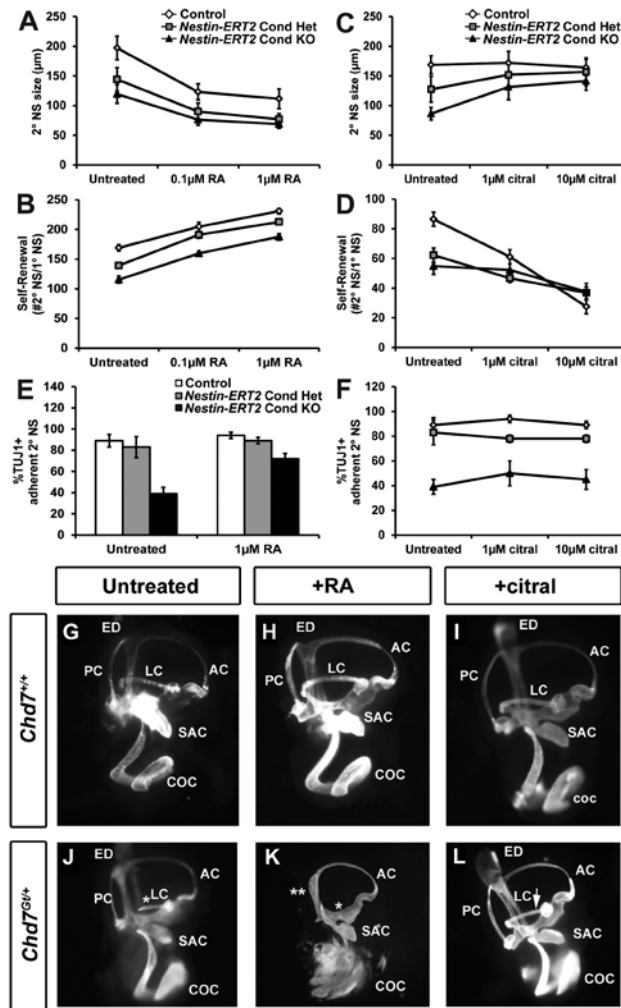 A
Control
Nestin-ERT2 Cond Het
Nestin-ERT2 Cond KO
2° NS size (µm)
250
200
150
100
50
0
Untreated
0.1µM RA
1µM RA
C
Control
Nestin-ERT2 Cond Het
Nestin-ERT2 Cond KO
2° NS size (µm)
250
200
150
100
50
0
Untreated
1µM citral
10µM citral
B
Self-Renewal
(#2° NS/1° NS)
250
200
150
100
50
0
Untreated
0.1µM RA
1µM RA
D
Self-Renewal
(#2° NS/1° NS)
100
80
60
40
20
0
Untreated
1µM citral
10µM citral
E
Control
Nestin-ERT2 Cond Het
Nestin-ERT2 Cond KO
%TUJ1+
adherent 2° NS
140
120
100
80
60
40
20
0
Untreated
1µM RA
F
%TUJ1+
adherent 2° NS
120
100
80
60
40
20
0
Untreated
1µM citral
10µM citral
Untreated
+RA
+citral
Chd7+/+
G
ED
PC
LC
AC
SAC
COC
H
ED
PC
LC
AC
SAC
COC
I
ED
PC
LC
AC
SAC
COC
Chd7Gt/+
J
ED
PC
*LC
AC
SAC
COC
K
**
*
AC
SAC
COC
L
ED
PC
LC
AC
SAC
COC